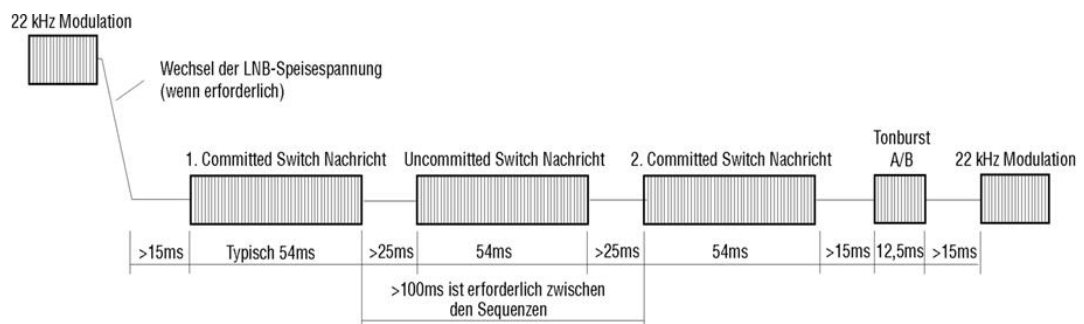 22 kHz Modulation
Wechsel der LNB-Speisespannung
(wenn erforderlich)
1. Committed Switch Nachricht
Uncommitted Switch Nachricht
2. Committed Switch Nachricht
Tonburst
A/B
22 kHz Modulation
>15ms
Typisch 54ms
>25ms
54ms
>25ms
54ms
>15ms
12,5ms
>15ms
>100ms ist erforderlich zwischen
den Sequenzen